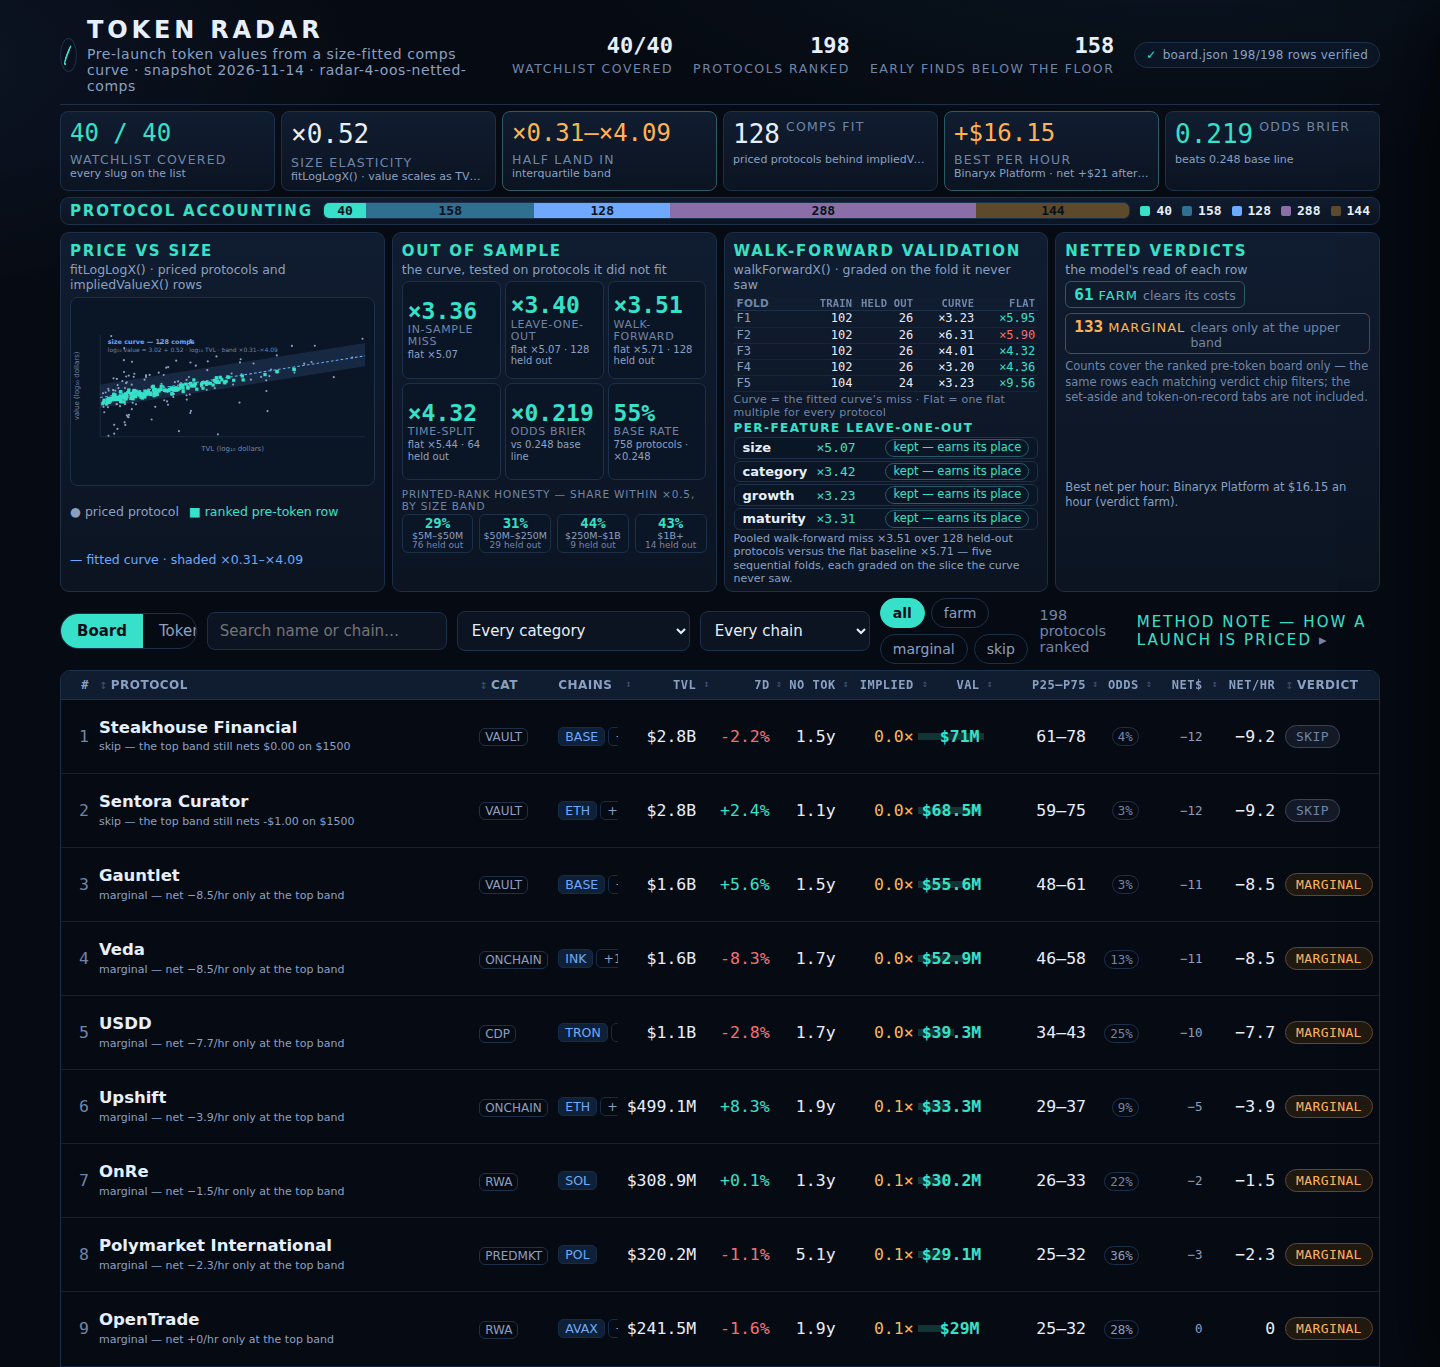 TOKEN RADAR
Pre-launch token values from a size-fitted comps
curve · snapshot 2026-11-14 · radar-4-oos-netted-
comps
40/40
WATCHLIST COVERED
198
PROTOCOLS RANKED
158
EARLY FINDS BELOW THE FLOOR
✓ board.json 198/198 rows verified
40 / 40
WATCHLIST COVERED
every slug on the list
×0.52
SIZE ELASTICITY
fitLogLogX() · value scales as TV…
×0.31–×4.09
HALF LAND IN
interquartile band
128 COMPS FIT
priced protocols behind impliedV…
+$16.15
BEST PER HOUR
Binaryx Platform · net +$21 after…
0.219 ODDS BRIER
beats 0.248 base line
PROTOCOL ACCOUNTING 40 158 128 288 144 40 158 128 288 144
PRICE VS SIZE
fitLogLogX() · priced protocols and
impliedValueX() rows
size curve — 128 comps
log₁₀ value = 3.02 + 0.52 · log₁₀ TVL · band ×0.31–×4.09
value (log₁₀ dollars)
TVL (log₁₀ dollars)
● priced protocol ■ ranked pre-token row
— fitted curve · shaded ×0.31–×4.09
OUT OF SAMPLE
the curve, tested on protocols it did not fit
×3.36
IN-SAMPLE
MISS
flat ×5.07
×3.40
LEAVE-ONE-
OUT
flat ×5.07 · 128
held out
×3.51
WALK-
FORWARD
flat ×5.71 · 128
held out
×4.32
TIME-SPLIT
flat ×5.44 · 64
held out
×0.219
ODDS BRIER
vs 0.248 base
line
55%
BASE RATE
758 protocols ·
×0.248
PRINTED-RANK HONESTY — SHARE WITHIN ×0.5,
BY SIZE BAND
29%
$5M–$50M
76 held out
31%
$50M–$250M
29 held out
44%
$250M–$1B
9 held out
43%
$1B+
14 held out
WALK-FORWARD VALIDATION
walkForwardX() · graded on the fold it never
saw
FOLD TRAIN HELD OUT CURVE FLAT
F1 102 26 ×3.23 ×5.95
F2 102 26 ×6.31 ×5.90
F3 102 26 ×4.01 ×4.32
F4 102 26 ×3.20 ×4.36
F5 104 24 ×3.23 ×9.56
Curve = the fitted curve's miss · Flat = one flat
multiple for every protocol
PER-FEATURE LEAVE-ONE-OUT
size ×5.07 kept — earns its place
category ×3.42 kept — earns its place
growth ×3.23 kept — earns its place
maturity ×3.31 kept — earns its place
Pooled walk-forward miss ×3.51 over 128 held-out
protocols versus the flat baseline ×5.71 — five
sequential folds, each graded on the slice the curve
never saw.
NETTED VERDICTS
the model's read of each row
61 FARM clears its costs
133 MARGINAL clears only at the upper
band
Counts cover the ranked pre-token board only — the
same rows each matching verdict chip filters; the
set-aside and token-on-record tabs are not included.
Best net per hour: Binaryx Platform at $16.15 an
hour (verdict farm).
Board Token
Search name or chain…
Every category
Every chain
all farm
marginal skip
198
protocols
ranked
METHOD NOTE — HOW A
LAUNCH IS PRICED ▸
# ↕ PROTOCOL ↕ CAT CHAINS ↕ TVL ↕ 7D ↕ NO TOK ↕ IMPLIED ↕ VAL ↕ P25–P75 ↕ ODDS ↕ NET$ ↕ NET/HR ↕ VERDICT
1 Steakhouse Financial VAULT BASE $2.8B -2.2% 1.5y 0.0× $71M 61–78 4% −12 −9.2 SKIP
skip — the top band still nets $0.00 on $1500
2 Sentora Curator VAULT ETH + $2.8B +2.4% 1.1y 0.0× $68.5M 59–75 3% −12 −9.2 SKIP
skip — the top band still nets -$1.00 on $1500
3 Gauntlet VAULT BASE $1.6B +5.6% 1.5y 0.0× $55.6M 48–61 3% −11 −8.5 MARGINAL
marginal — net −8.5/hr only at the top band
4 Veda ONCHAIN INK +1 $1.6B -8.3% 1.7y 0.0× $52.9M 46–58 13% −11 −8.5 MARGINAL
marginal — net −8.5/hr only at the top band
5 USDD CDP TRON $1.1B -2.8% 1.7y 0.0× $39.3M 34–43 25% −10 −7.7 MARGINAL
marginal — net −7.7/hr only at the top band
6 Upshift ONCHAIN ETH + $499.1M +8.3% 1.9y 0.1× $33.3M 29–37 9% −5 −3.9 MARGINAL
marginal — net −3.9/hr only at the top band
7 OnRe RWA SOL $308.9M +0.1% 1.3y 0.1× $30.2M 26–33 22% −2 −1.5 MARGINAL
marginal — net −1.5/hr only at the top band
8 Polymarket International PREDMKT POL $320.2M -1.1% 5.1y 0.1× $29.1M 25–32 36% −3 −2.3 MARGINAL
marginal — net −2.3/hr only at the top band
9 OpenTrade RWA AVAX $241.5M -1.6% 1.9y 0.1× $29M 25–32 28% 0 0 MARGINAL
marginal — net +0/hr only at the top band